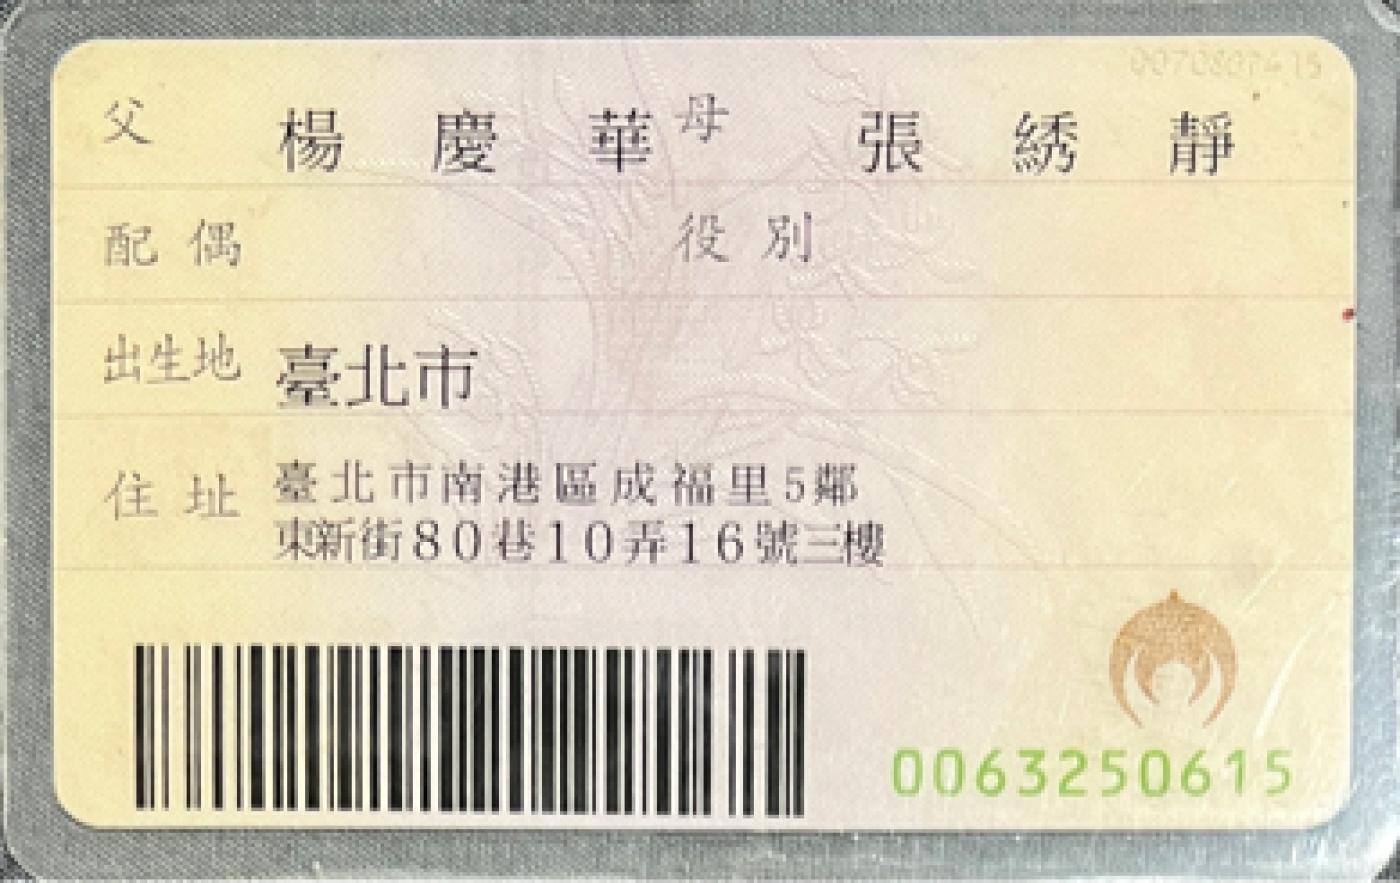 0070807415
父 楊慶華 母 張綉靜
配偶 役別
出生地 臺北市
住址 臺北市南港區成福里5鄰
東新街80巷10弄16號三樓
0063250615